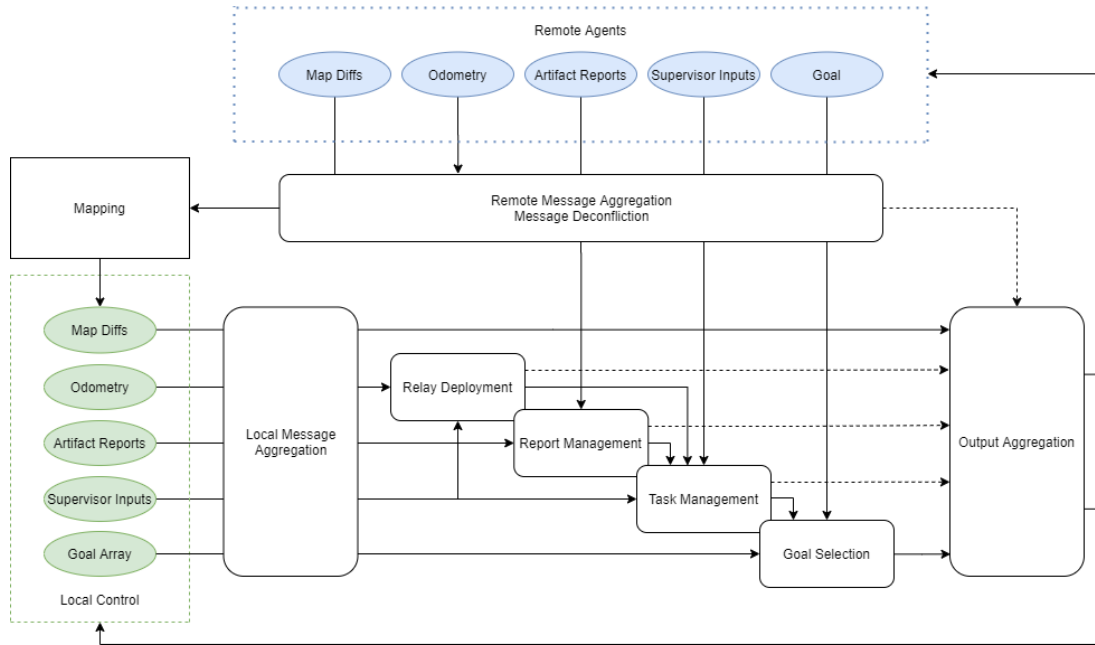 Remote Agents
Map Diffs
Odometry
Artifact Reports
Supervisor Inputs
Goal
Mapping
Remote Message Aggregation
Message Deconfliction
Map Diffs
Odometry
Artifact Reports
Supervisor Inputs
Goal Array
Local Control
Local Message
Aggregation
Relay Deployment
Report Management
Task Management
Goal Selection
Output Aggregation